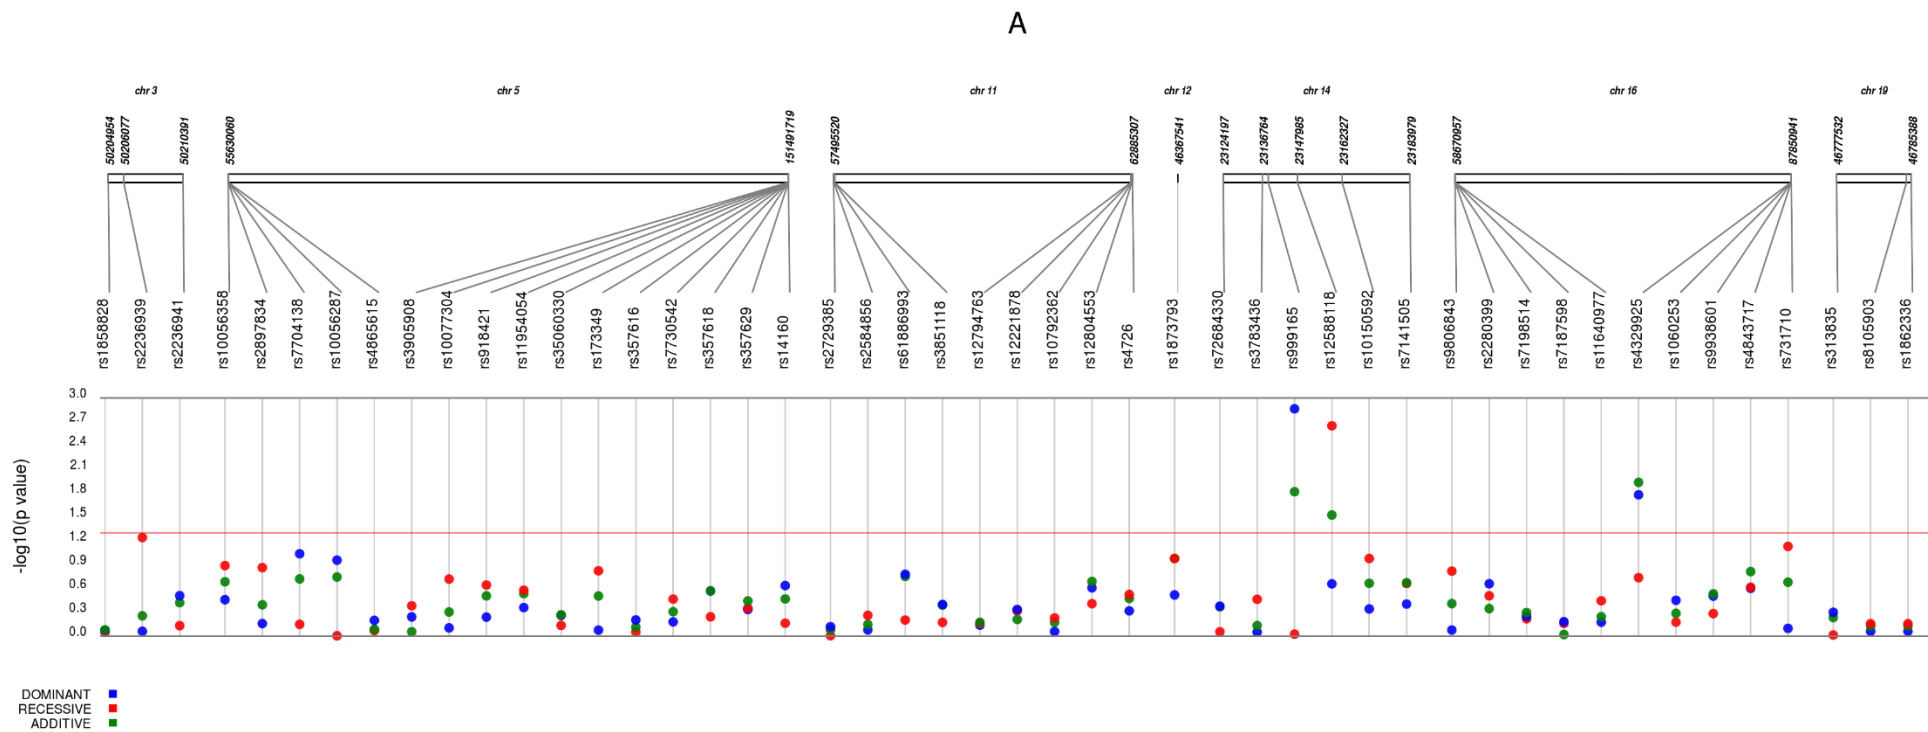 A
chr 3
chr 5
chr 11
chr 12
chr 14
chr 16
chr 19
50204954
50206077
50210391
55630060
151491719
57495520
62885307
46367541
23124197
23136764
23147985
23162327
23183979
58670957
87850941
46777532
46785388
rs1858828
rs2236939
rs2236941
rs10056358
rs2897834
rs7704138
rs10056287
rs4865615
rs3905908
rs10077304
rs918421
rs11954054
rs35060330
rs173349
rs357616
rs7730542
rs357618
rs357629
rs14160
rs2729385
rs2584856
rs61886993
rs3851118
rs12794763
rs12221878
rs10792362
rs12804553
rs4726
rs1873793
rs72684330
rs3783436
rs999165
rs12588118
rs10150592
rs7141505
rs9806843
rs2280399
rs7198514
rs7187598
rs11640977
rs4329925
rs1060253
rs9938601
rs4843717
rs731710
rs313835
rs8105903
rs1862336
-log10(p value)
3.0
2.7
2.4
2.1
1.8
1.5
1.2
0.9
0.6
0.3
0.0
DOMINANT
RECESSIVE
ADDITIVE